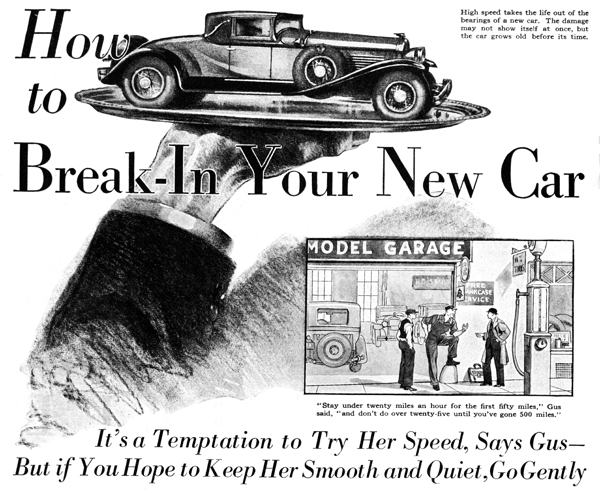 High speed takes the life out of the
bearings of a new car. The damage
may not show itself at once, but
the car grows old before its time.
How
to
Break-In Your New Car
MODEL GARAGE
FREE
CRANKCASE
SERVICE
"Stay under twenty miles an hour for the first fifty miles," Gus
said, "and don't do over twenty-five until you've gone 500 miles."
It's a Temptation to Try Her Speed, Says Gus—
But if You Hope to Keep Her Smooth and Quiet, Go Gently